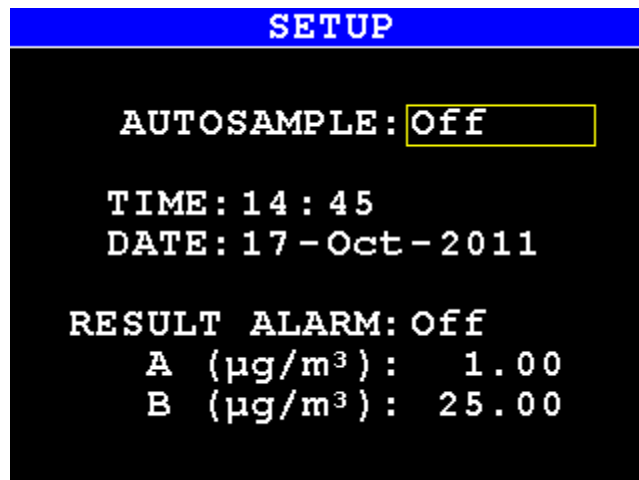 SETUP
AUTOSAMPLE:Off
TIME:14:45
DATE:17-Oct-2011
RESULT ALARM:Off
A (µg/m³): 1.00
B (µg/m³): 25.00